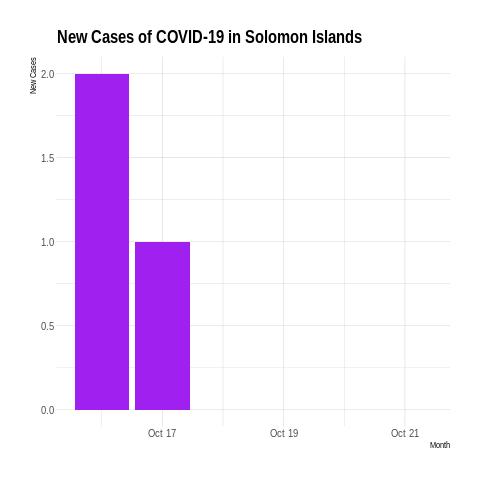 New Cases of COVID-19 in Solomon Islands
New Cases
2.0
1.5
1.0
0.5
0.0
Oct 17
Oct 19
Oct 21
Month